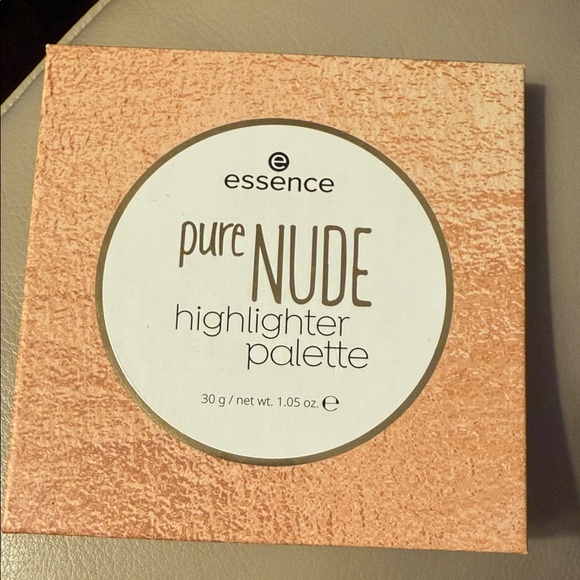 e
essence
pure NUDE
highlighter
palette
30 g / net wt. 1.05 oz. ℮